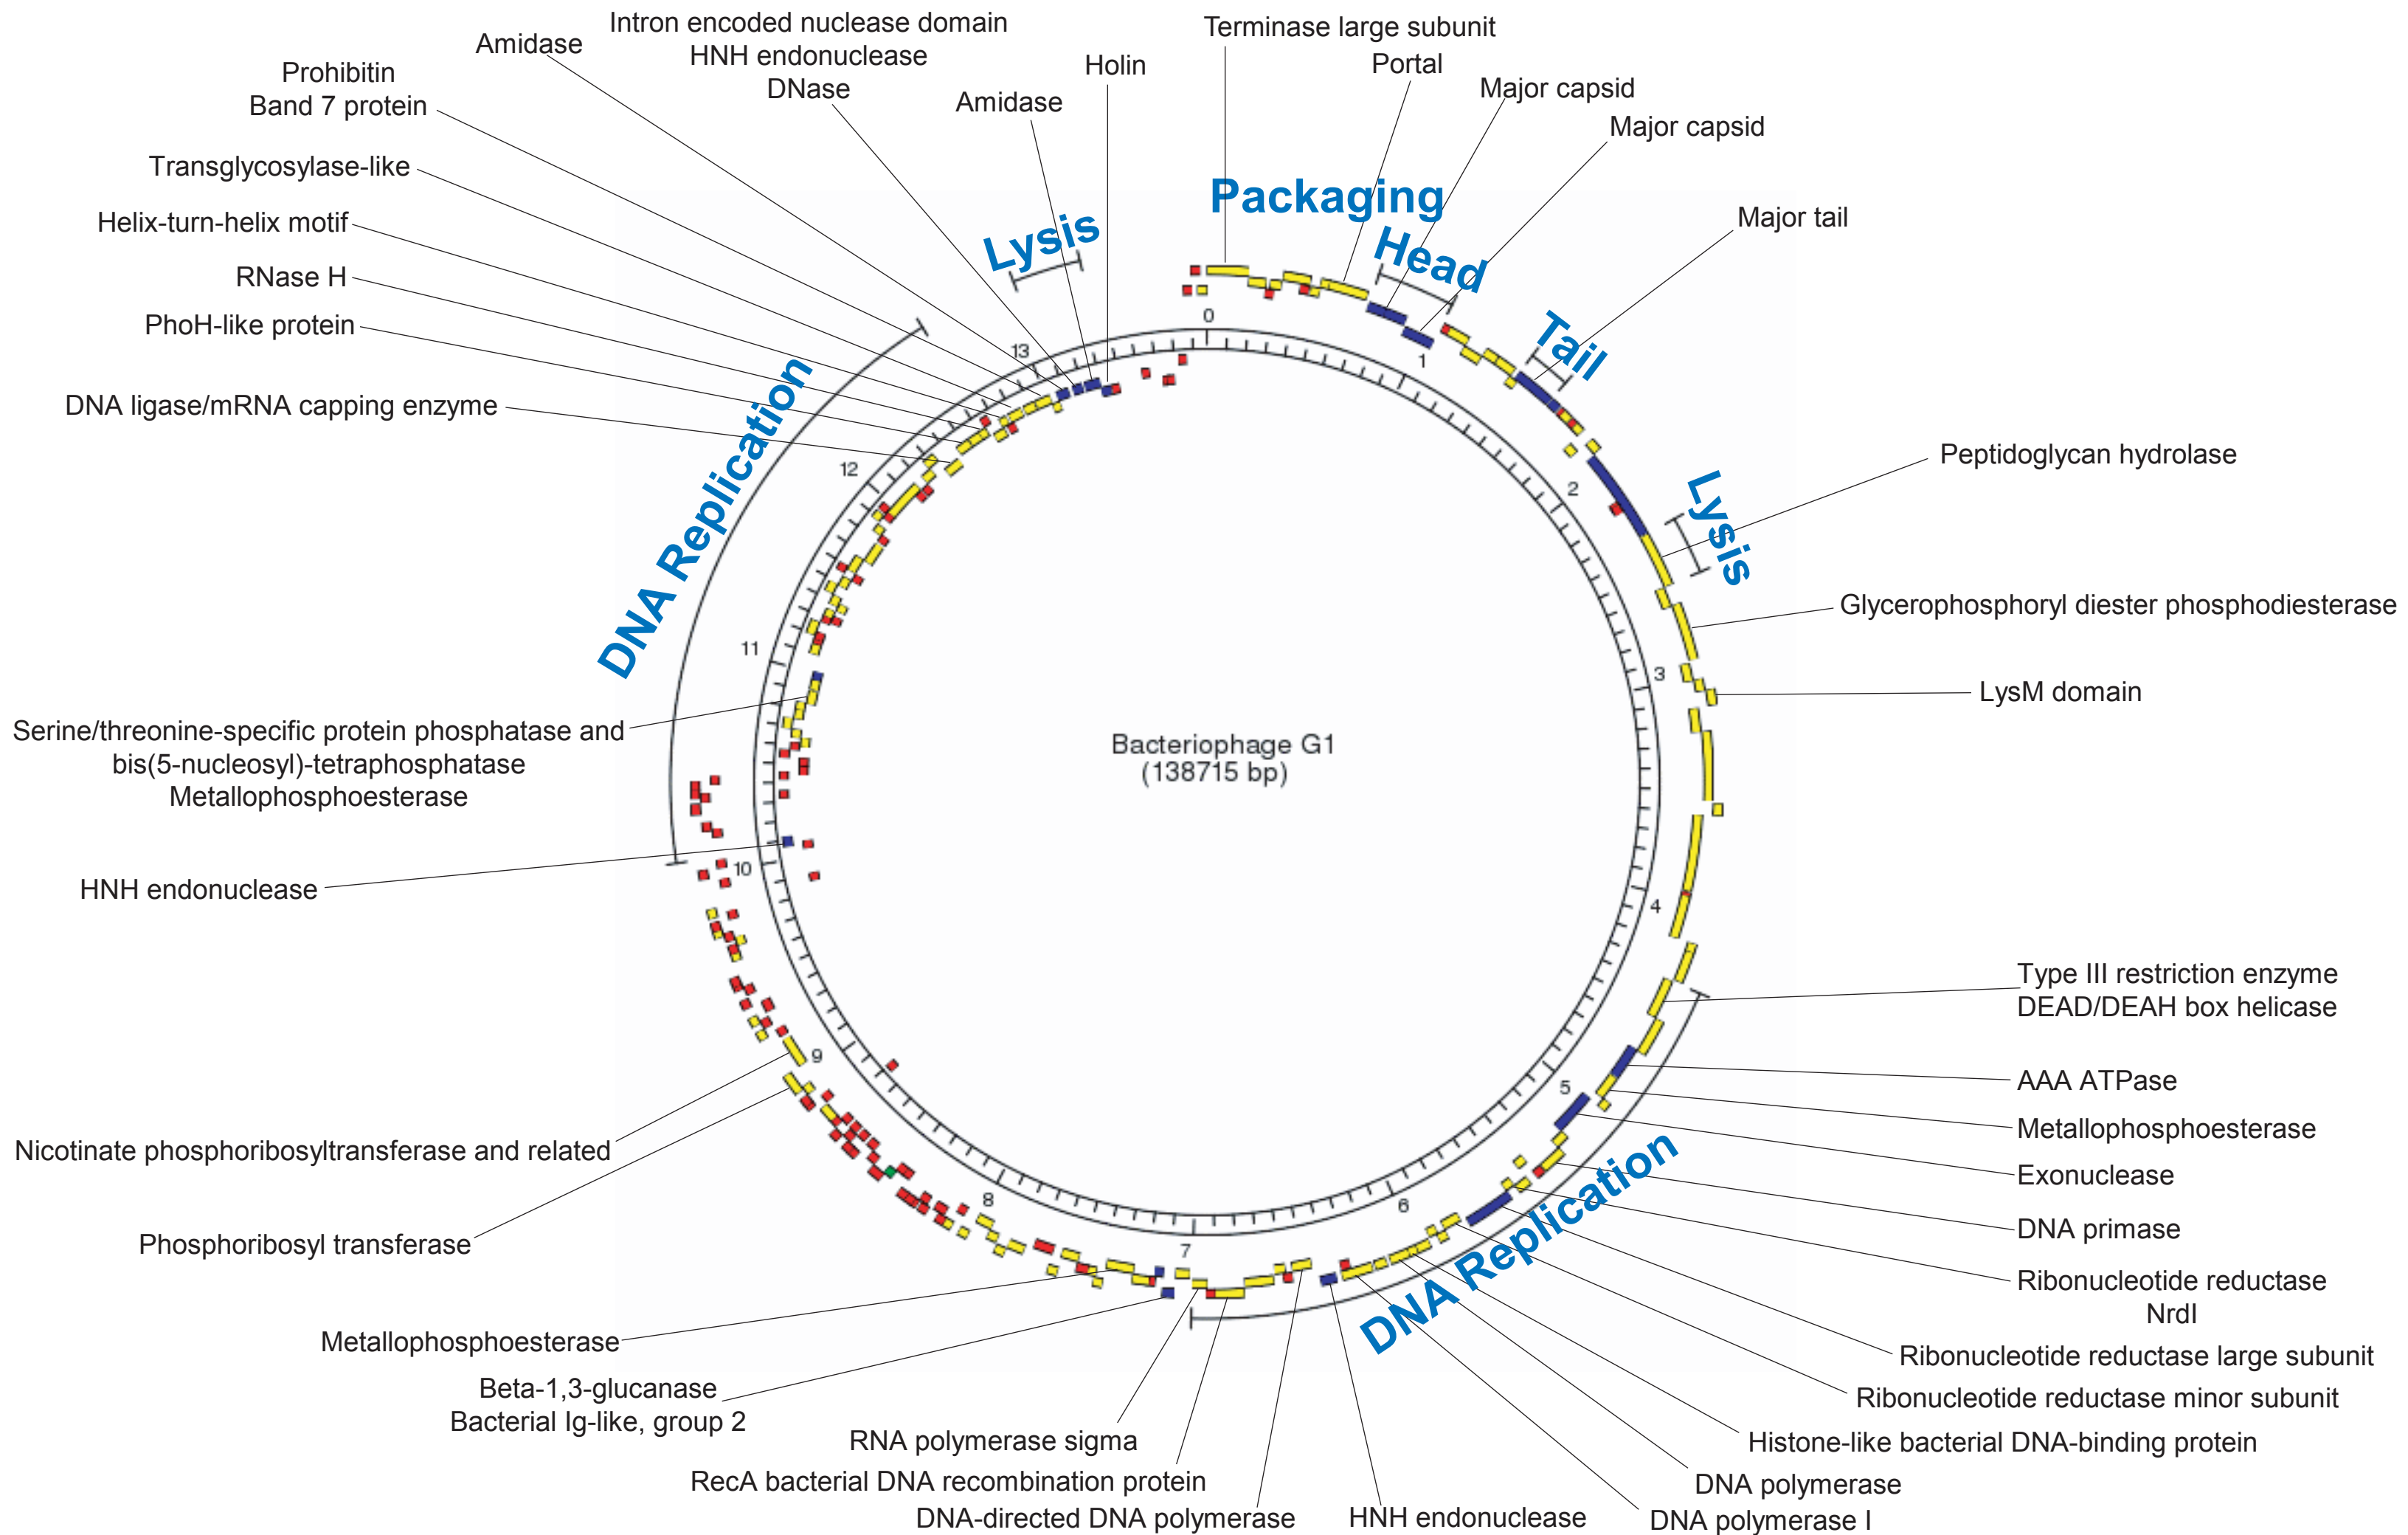 Terminase large subunit
Portal
Major capsid
Major capsid
Major tail
Peptidoglycan hydrolase
Glycerophosphoryl diester phosphodiesterase
LysM domain
Type III restriction enzyme
DEAD/DEAH box helicase
AAA ATPase
Metallophosphoesterase
Exonuclease
DNA primase
Ribonucleotide reductase
NrdI
Ribonucleotide reductase large subunit
Ribonucleotide reductase minor subunit
Histone-like bacterial DNA-binding protein
DNA polymerase
DNA polymerase I
HNH endonuclease
DNA-directed DNA polymerase
RecA bacterial DNA recombination protein
RNA polymerase sigma
Beta-1,3-glucanase
Bacterial Ig-like, group 2
Metallophosphoesterase
Phosphoribosyl transferase
Nicotinate phosphoribosyltransferase and related
HNH endonuclease
Serine/threonine-specific protein phosphatase and
bis(5-nucleosyl)-tetraphosphatase
Metallophosphoesterase
DNA ligase/mRNA capping enzyme
PhoH-like protein
RNase H
Helix-turn-helix motif
Transglycosylase-like
Prohibitin
Band 7 protein
Amidase
Intron encoded nuclease domain
HNH endonuclease
DNase
Amidase
Holin
Packaging
Head
Tail
Lysis
DNA Replication
DNA Replication
Lysis
0
1
2
3
4
5
6
7
8
9
10
11
12
13
Bacteriophage G1
(138715 bp)